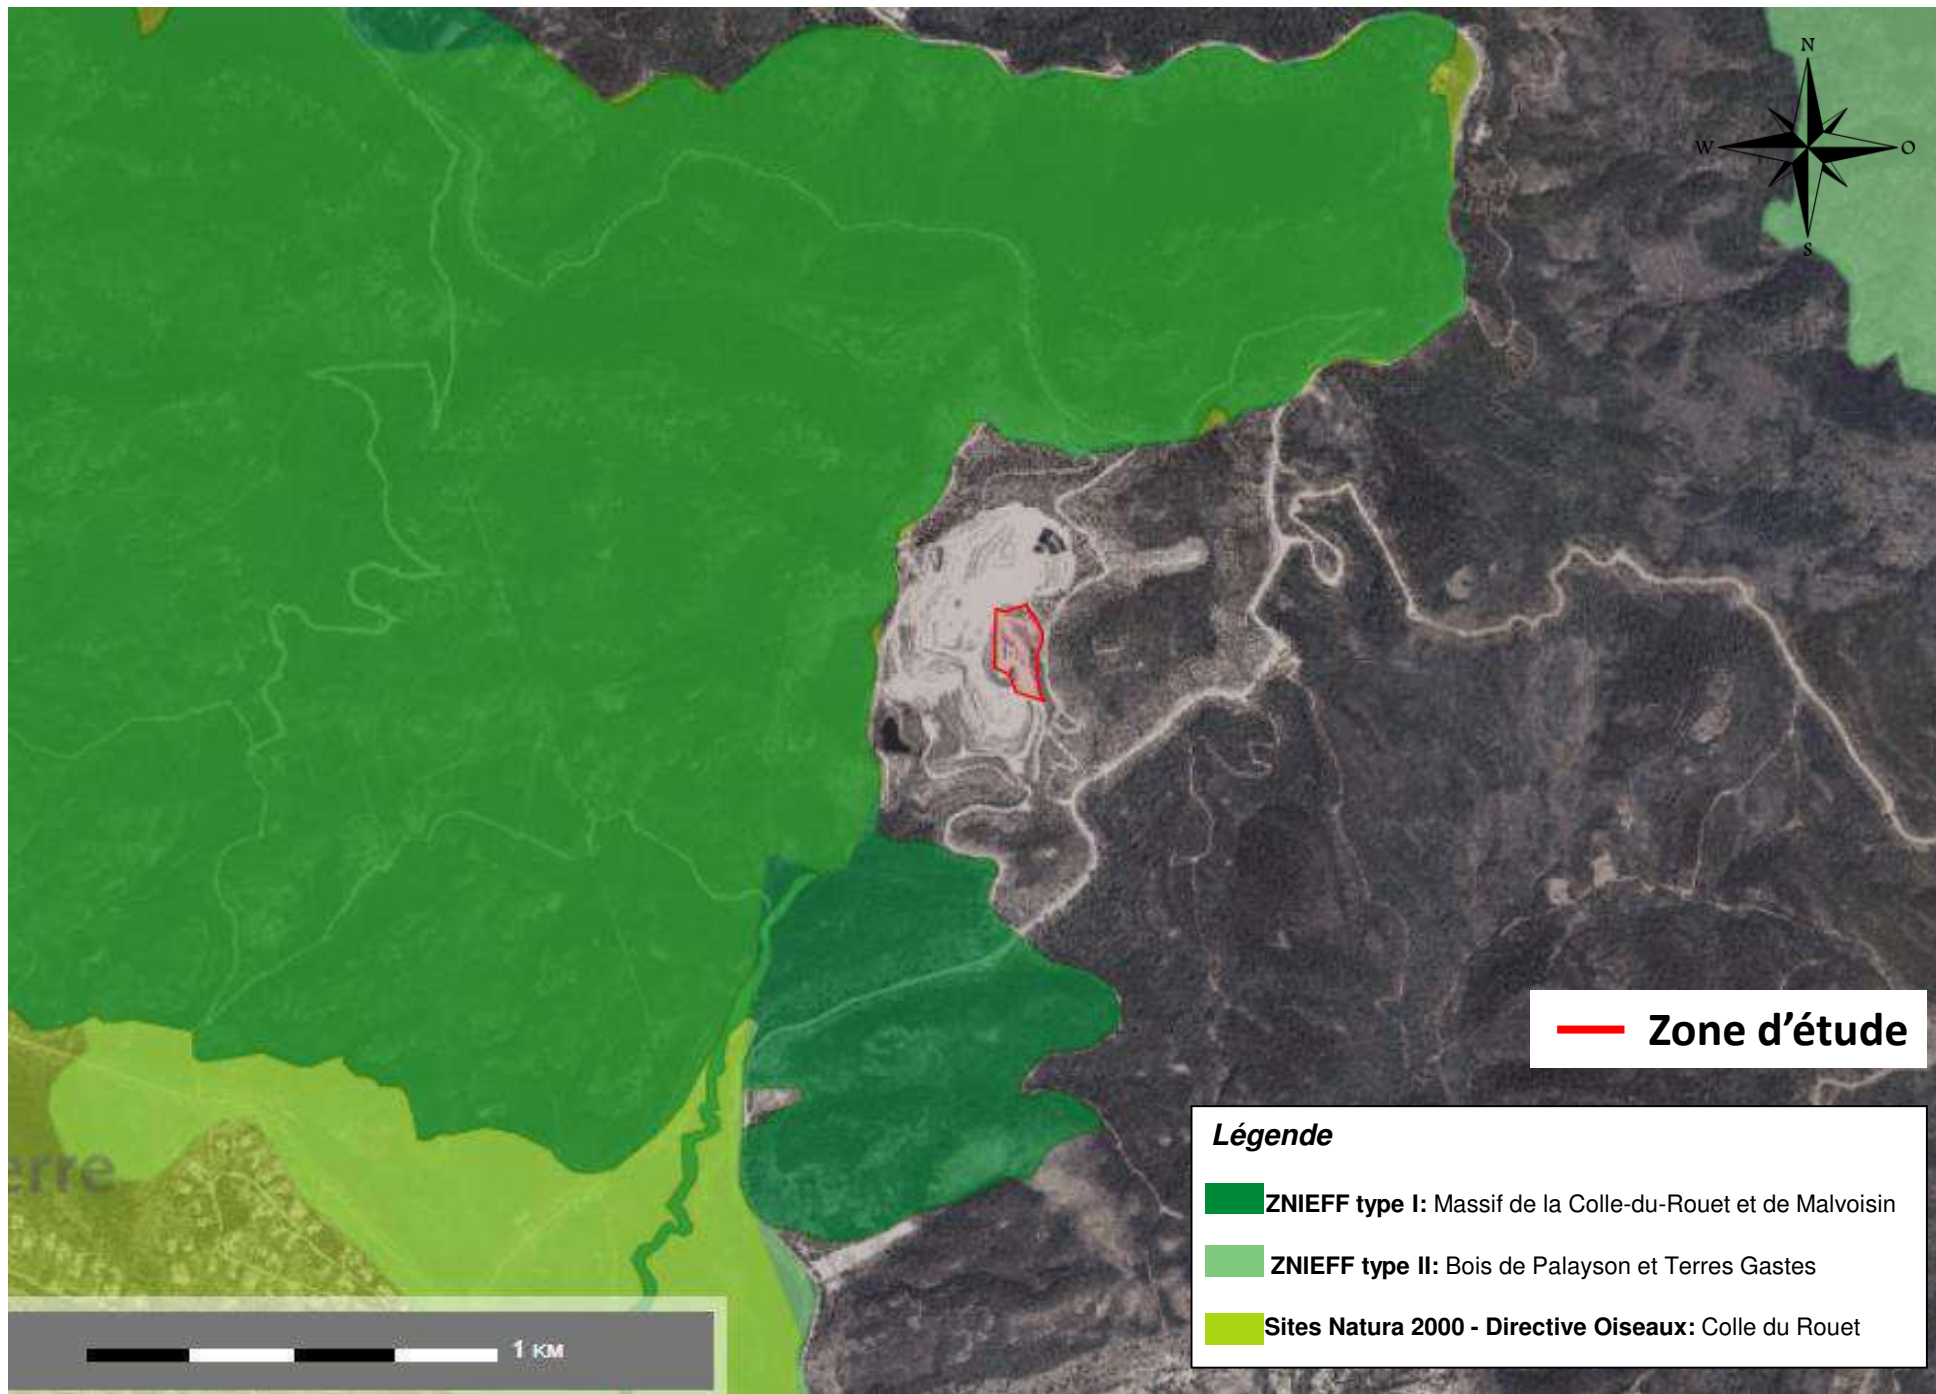 N
W
O
S
Zone d'étude
Légende
ZNIEFF type I: Massif de la Colle-du-Rouet et de Malvoisin
ZNIEFF type II: Bois de Palayson et Terres Gastes
Sites Natura 2000 - Directive Oiseaux: Colle du Rouet
erre
1 KM